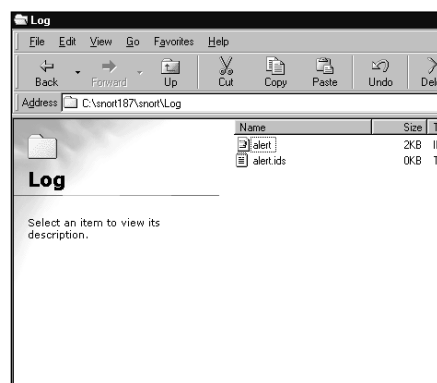 Log
File Edit View Go Favorites Help
Back Forward Up Cut Copy Paste Undo
Address C:\snort187\snort\Log
Name Size
alert 2KB
alert.ids 0KB
Log
Select an item to view its
description.